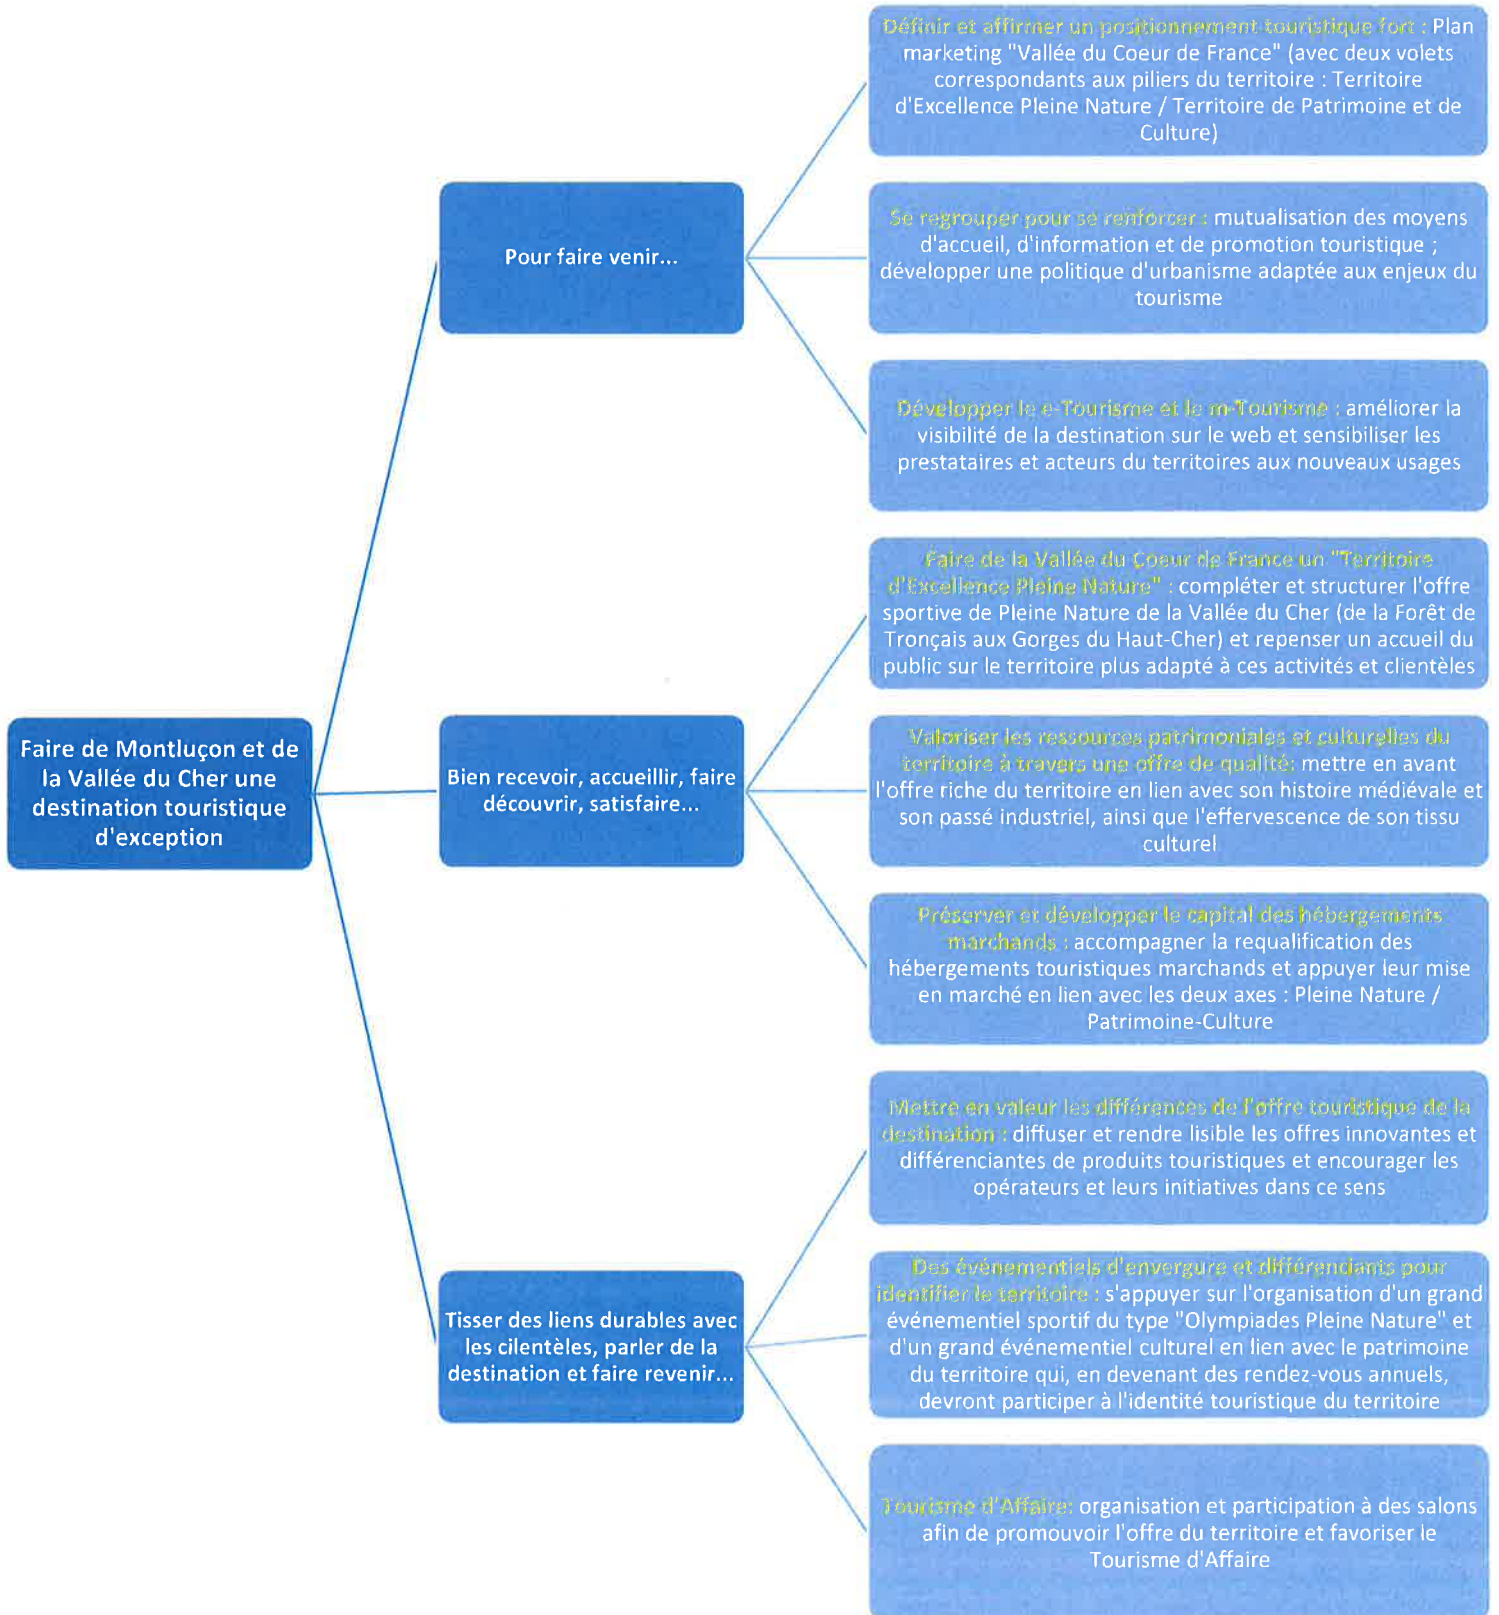 Faire de Montluçon et de
la Vallée du Cher une
destination touristique
d'exception
Pour faire venir...
Définir et affirmer un positionnement touristique fort : Plan
marketing "Vallée du Coeur de France" (avec deux volets
correspondants aux piliers du territoire : Territoire
d'Excellence Pleine Nature / Territoire de Patrimoine et de
Culture)
Se regrouper pour se renforcer : mutualisation des moyens
d'accueil, d'information et de promotion touristique ;
développer une politique d'urbanisme adaptée aux enjeux du
tourisme
Développer le e-Tourisme et le m-Tourisme : améliorer la
visibilité de la destination sur le web et sensibiliser les
prestataires et acteurs du territoires aux nouveaux usages
Bien recevoir, accueillir, faire
découvrir, satisfaire...
Faire de la Vallée du Coeur de France un "Territoire
d'Excellence Pleine Nature" : compléter et structurer l'offre
sportive de Pleine Nature de la Vallée du Cher (de la Forêt de
Tronçais aux Gorges du Haut-Cher) et repenser un accueil du
public sur le territoire plus adapté à ces activités et clientèles
Valoriser les ressources patrimoniales et culturelles du
territoire à travers une offre de qualité: mettre en avant
l'offre riche du territoire en lien avec son histoire médiévale et
son passé industriel, ainsi que l'effervescence de son tissu
culturel
Préserver et développer le capital des hébergements
marchands : accompagner la requalification des
hébergements touristiques marchands et appuyer leur mise
en marché en lien avec les deux axes : Pleine Nature /
Patrimoine-Culture
Tisser des liens durables avec
les cilentèles, parler de la
destination et faire revenir...
Mettre en valeur les différences de l'offre touristique de la
destination : diffuser et rendre lisible les offres innovantes et
différenciantes de produits touristiques et encourager les
opérateurs et leurs initiatives dans ce sens
Des événementiels d'envergure et différenciants pour
identifier le territoire : s'appuyer sur l'organisation d'un grand
événementiel sportif du type "Olympiades Pleine Nature" et
d'un grand événementiel culturel en lien avec le patrimoine
du territoire qui, en devenant des rendez-vous annuels,
devront participer à l'identité touristique du territoire
Tourisme d'Affaire: organisation et participation à des salons
afin de promouvoir l'offre du territoire et favoriser le
Tourisme d'Affaire